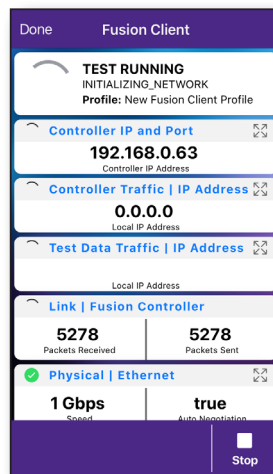 Done Fusion Client
TEST RUNNING
INITIALIZING_NETWORK
Profile: New Fusion Client Profile
Controller IP and Port
192.168.0.63
Controller IP Address
Controller Traffic | IP Address
0.0.0.0
Local IP Address
Test Data Traffic | IP Address
Local IP Address
Link | Fusion Controller
5278 5278
Packets Received Packets Sent
Physical | Ethernet
1 Gbps true
Speed Auto Negotiation
Stop